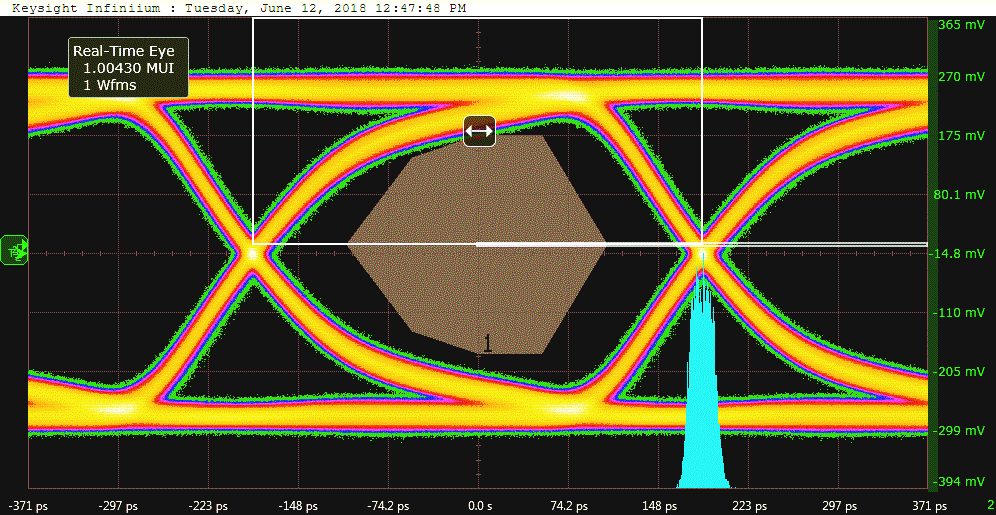 Keysight Infiniium : Tuesday, June 12, 2018 12:47:48 PM
Real-Time Eye
1.00430 MUI
1 Wfms
365 mV
270 mV
175 mV
80.1 mV
-14.8 mV
-110 mV
-205 mV
-299 mV
-394 mV
1
-371 ps
-297 ps
-223 ps
-148 ps
-74.2 ps
0.0 s
74.2 ps
148 ps
223 ps
297 ps
371 ps
2